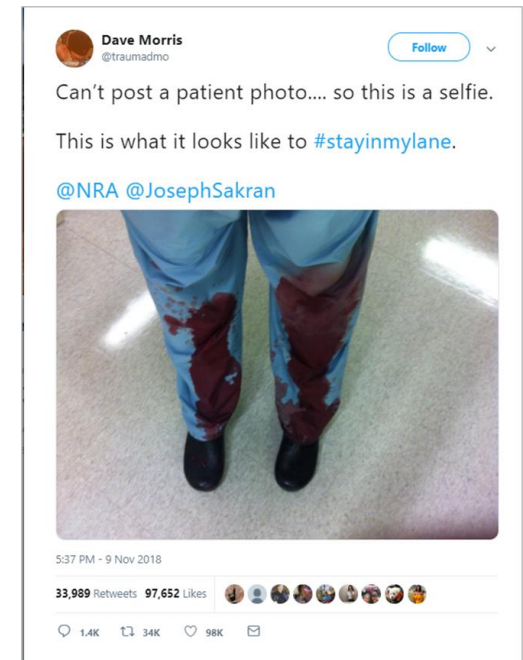 Dave Morris
@traumadmo
Follow
Can't post a patient photo.... so this is a selfie.
This is what it looks like to #stayinmylane.
@NRA @JosephSakran
5:37 PM - 9 Nov 2018
33,989 Retweets 97,652 Likes
1.4K 34K 98K